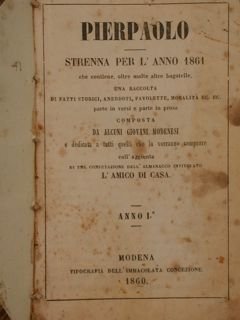 PIERPAOLO
STRENNA PER L' ANNO 1861
che contiene, oltre molte altre bagatelle,
UNA RACCOLTA
DI FATTI STORICI, ANEDDOTI, FAVOLETTE, MORALITÀ EC. EC.
parte in versi e parte in prosa
COMPOSTA
DA ALCUNI GIOVANI MODENESI
e dedicata a tutti quelli che la vorranno comprare
coll' aggiunta
DI UNA CONFUTAZIONE DELL' ALMANACCO INTITOLATO
L' AMICO DI CASA.
ANNO I.°
MODENA
TIPOGRAFIA DELL' IMMACOLATA CONCEZIONE
1860.